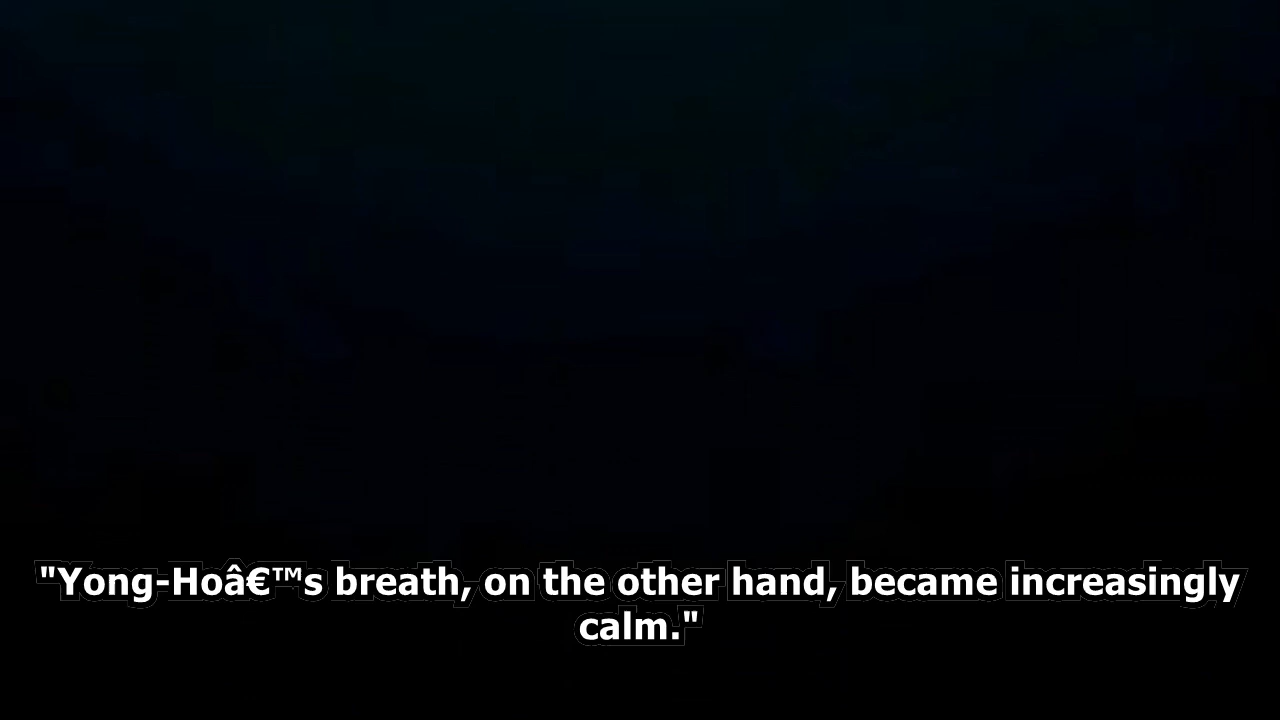 "Yong-Hoâ€™s breath, on the other hand, became increasingly
calm."